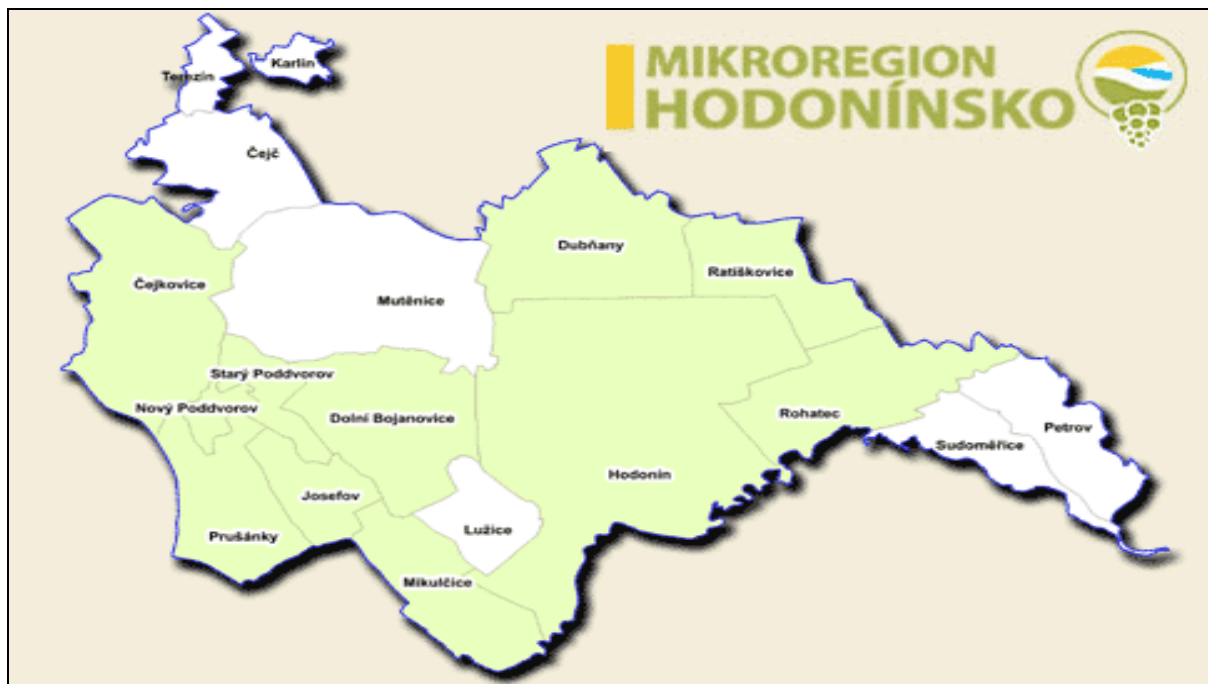 MIKROREGION
HODONÍNSKO
Karlín
Terezín
Čejč
Dubňany
Ratiškovice
Čejkovice
Mutěnice
Starý Poddvorov
Nový Poddvorov
Dolní Bojanovice
Rohatec
Petrov
Sudoměřice
Hodonín
Josefov
Lužice
Prušánky
Mikulčice